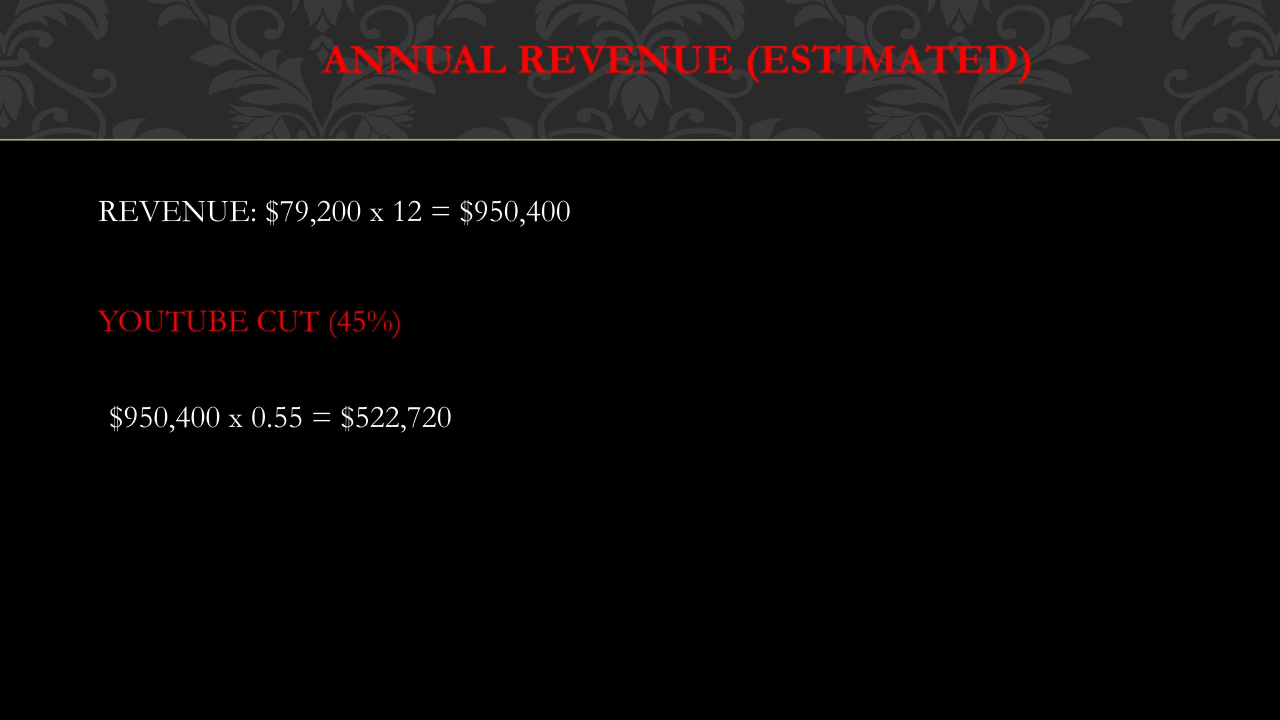 ANNUAL REVENUE (ESTIMATED)
REVENUE: $79,200 x 12 = $950,400
YOUTUBE CUT (45%)
$950,400 x 0.55 = $522,720